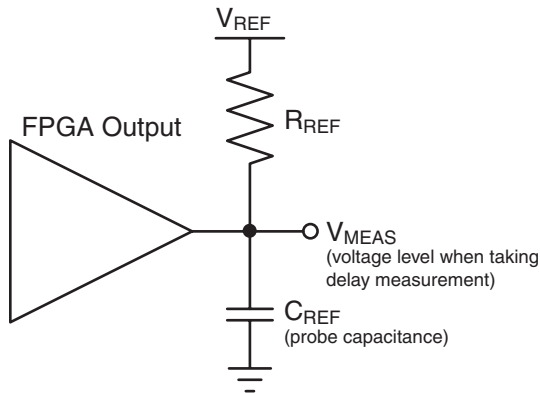 VREF
FPGA Output
RREF
VMEAS
(voltage level when taking
delay measurement)
CREF
(probe capacitance)